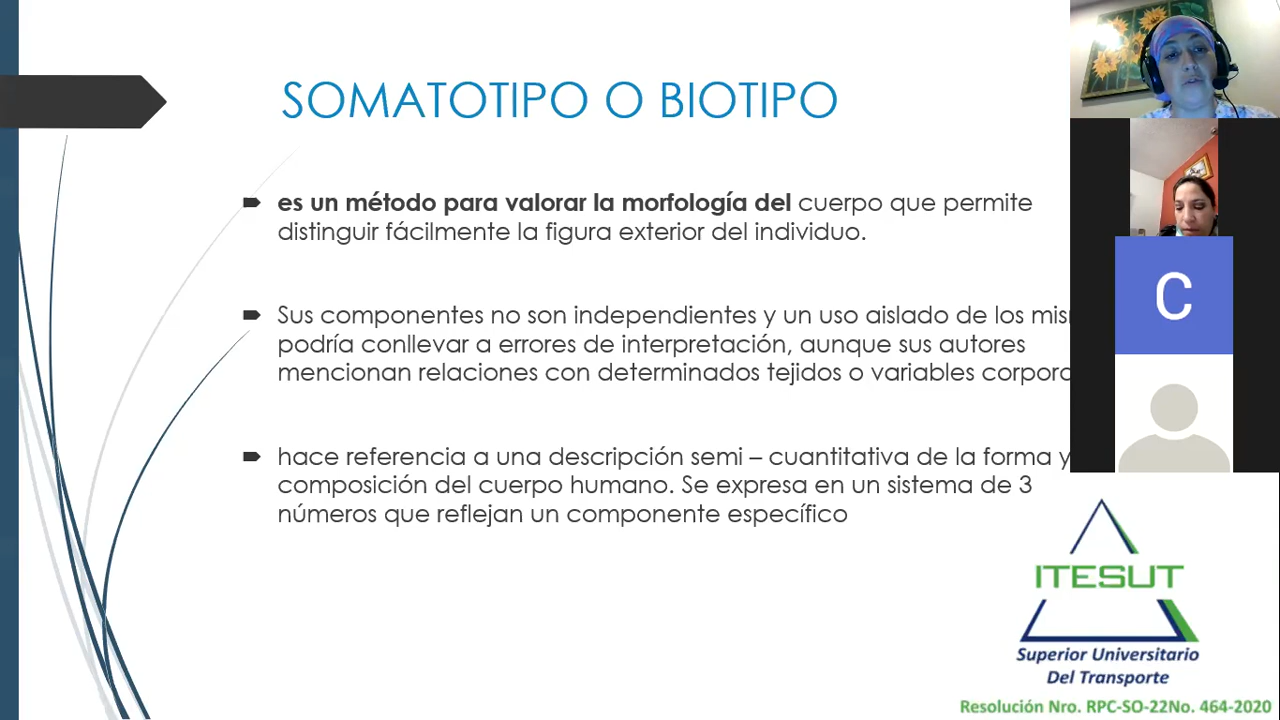 SOMATOTIPO O BIOTIPO
es un método para valorar la morfología del cuerpo que permite
distinguir fácilmente la figura exterior del individuo.
Sus componentes no son independientes y un uso aislado de los
podría conllevar a errores de interpretación, aunque sus autores
mencionan relaciones con determinados tejidos o variables
hace referencia a una descripción semi – cuantitativa de la forma y
composición del cuerpo humano. Se expresa en un sistema de 3
números que reflejan un componente específico
C
ITESUT
Superior Universitario
Del Transporte
Resolución Nro. RPC-SO-22No. 464-2020